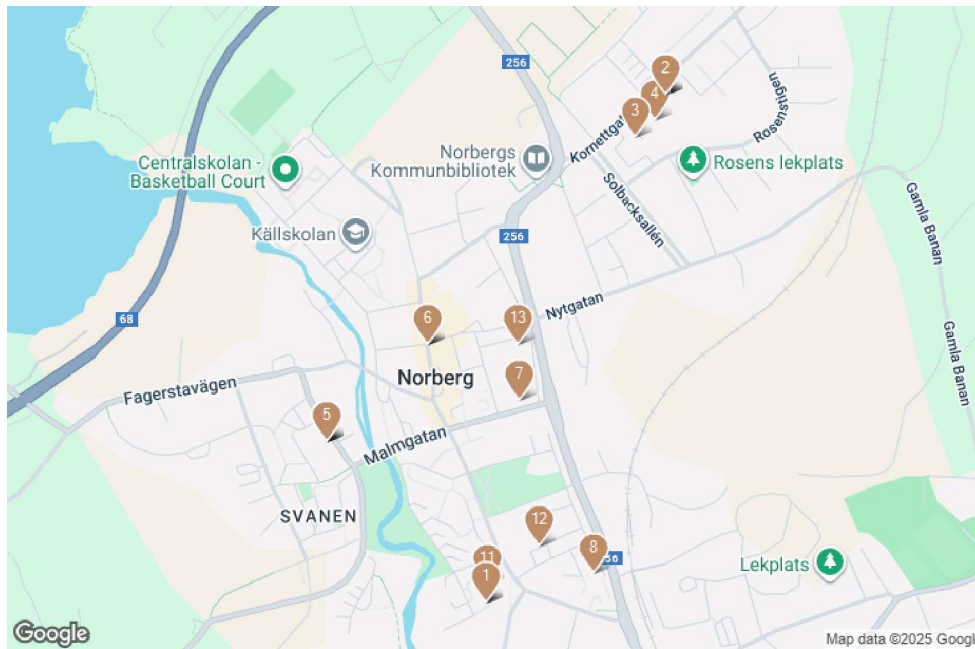 256
2
4
3
Kornettgat
Rosenstigen
Norbergs
Kommunbibliotek
Centralskolan -
Basketball Court
Rosens lekplats
Solbacksallén
Källskolan
256
Gamla Banan
68
6
13
Nytgatan
Gamla Banan
Norberg
7
Fagerstavägen
5
Malmgatan
SVANEN
12
8
56
11
1
Lekplats
Google
Map data ©2025 Googl